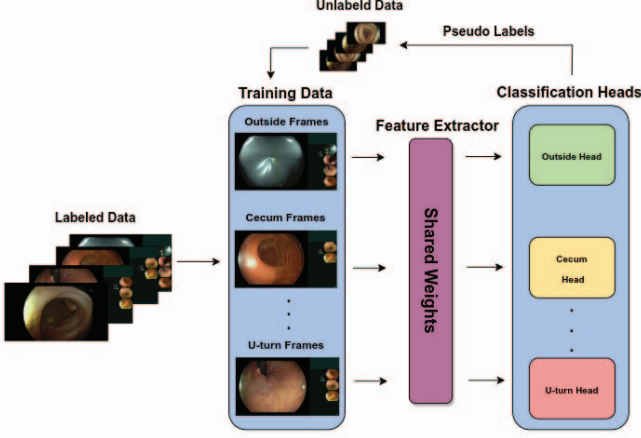 Unlabeld Data
Pseudo Labels
Training Data
Classification Heads
Outside Frames
Feature Extractor
Outside Head
Labeled Data
Cecum Frames
Shared Weights
Cecum
Head
U-turn Frames
U-turn Head